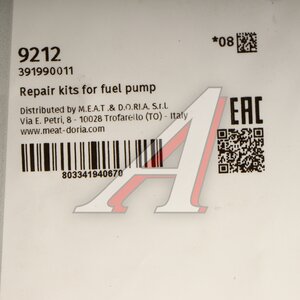 9212
*08
391990011
Repair kits for fuel pump
Distributed by M.E.A.T .& D.O.R.I.A. S.r.l.
Via E. Petri, 8 - 10028 Trofarello (TO) - Italy
www.meat-doria.com
EAC
803341940670